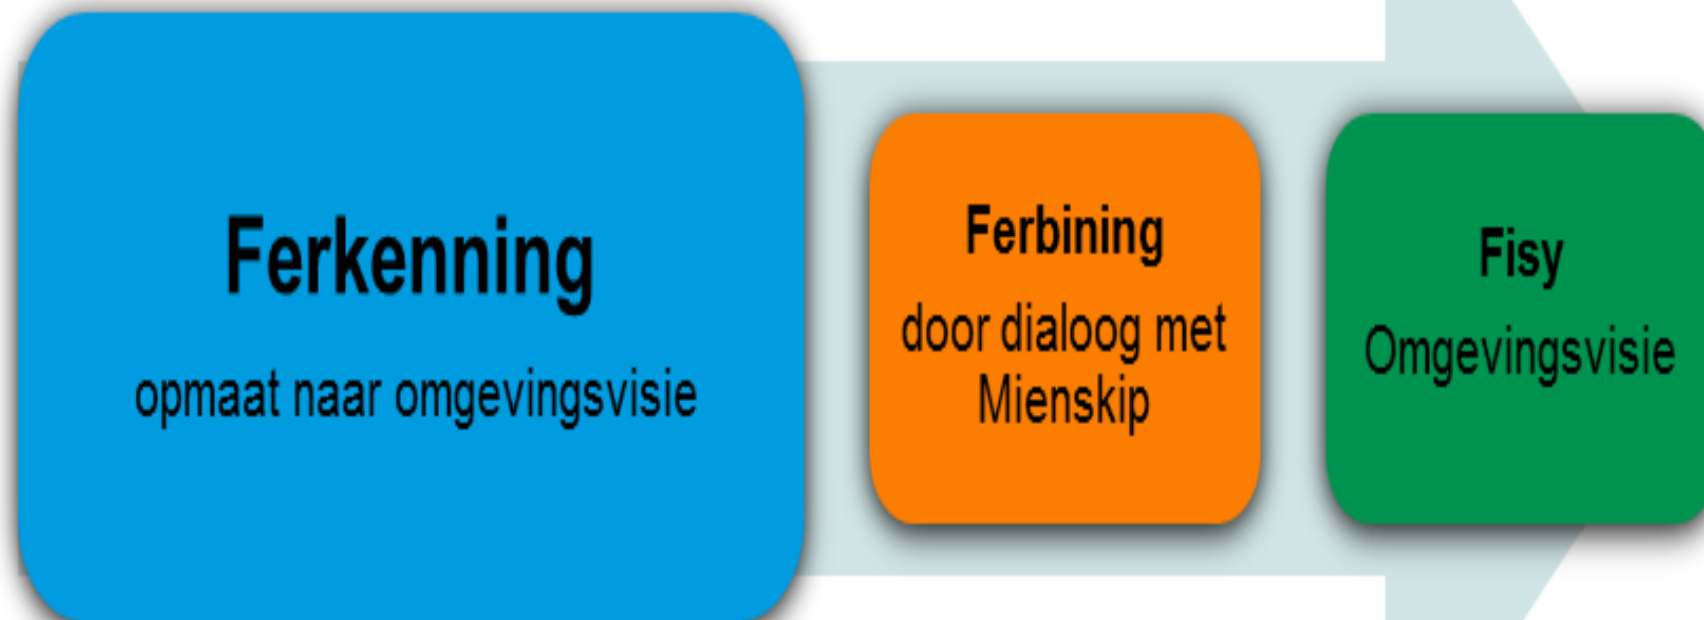 Ferkenning
opmaat naar omgevingsvisie
Ferbining
door dialoog met
Mienskip
Fisy
Omgevingsvisie